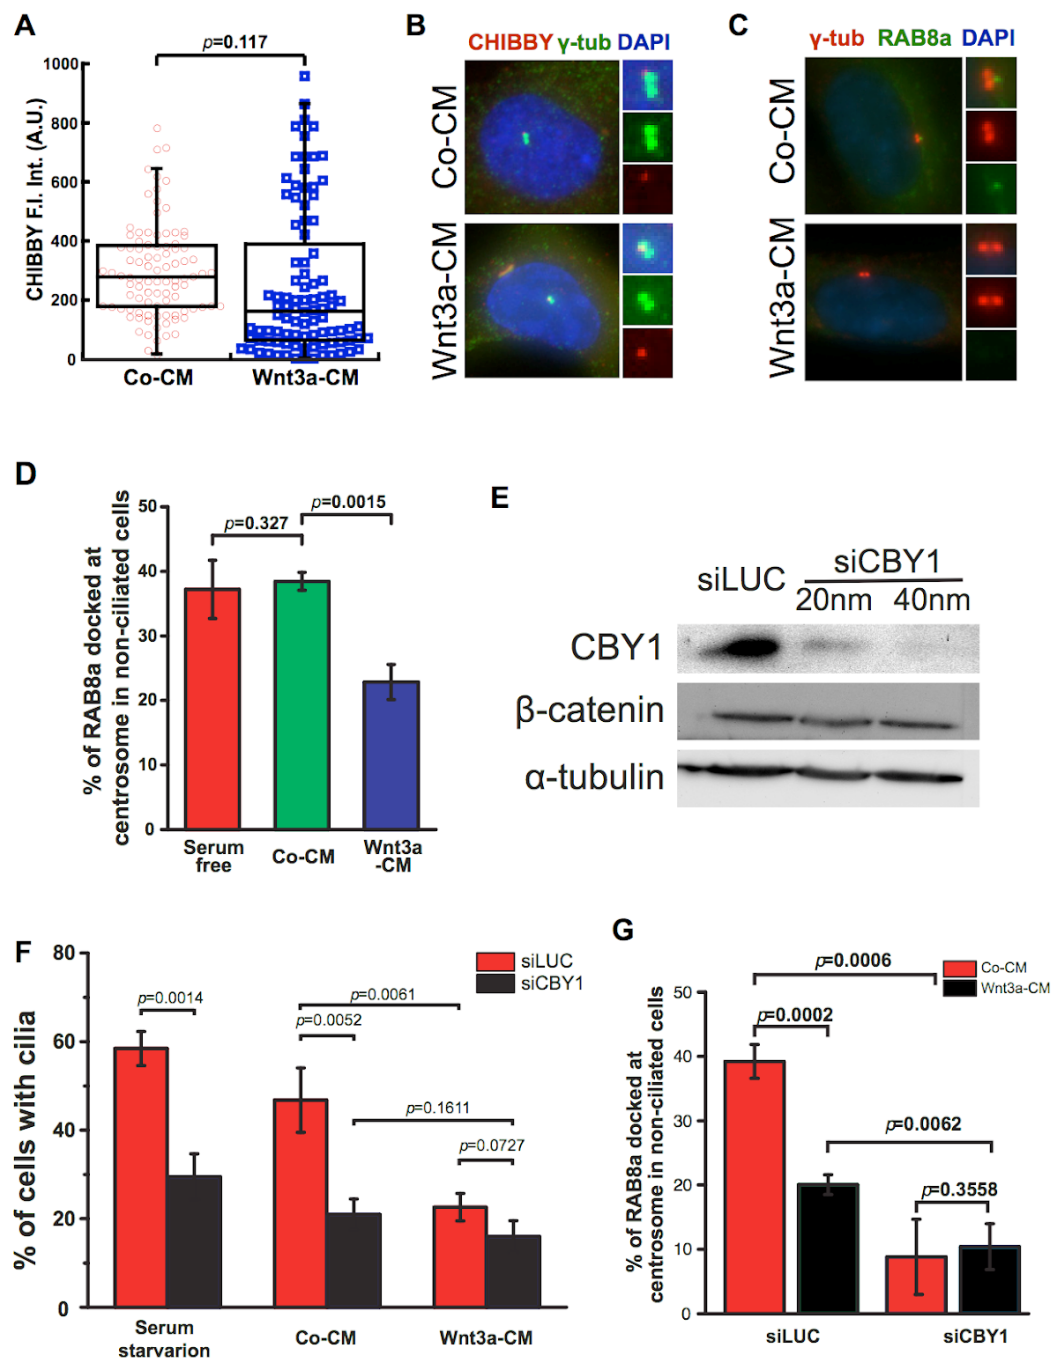 A
p=0.117
CHIBBY F.I. Int. (A.U.)
1000
800
600
400
200
0
Co-CM
Wnt3a-CM
B
CHIBBY γ-tub DAPI
Co-CM
Wnt3a-CM
C
γ-tub RAB8a DAPI
Co-CM
Wnt3a-CM
D
% of RAB8a docked at
centrosome in non-ciliated cells
50
40
30
20
10
0
p=0.327
p=0.0015
Serum
free
Co-CM
Wnt3a
-CM
E
siLUC
siCBY1
20nm
40nm
CBY1
β-catenin
α-tubulin
F
% of cells with cilia
80
60
40
20
0
siLUC
siCBY1
p=0.0014
p=0.0061
p=0.0052
p=0.1611
p=0.0727
Serum
starvarion
Co-CM
Wnt3a-CM
G
% of RAB8a docked at
centrosome in non-ciliated cells
50
40
30
20
10
0
Co-CM
Wnt3a-CM
p=0.0006
p=0.0002
p=0.0062
p=0.3558
siLUC
siCBY1